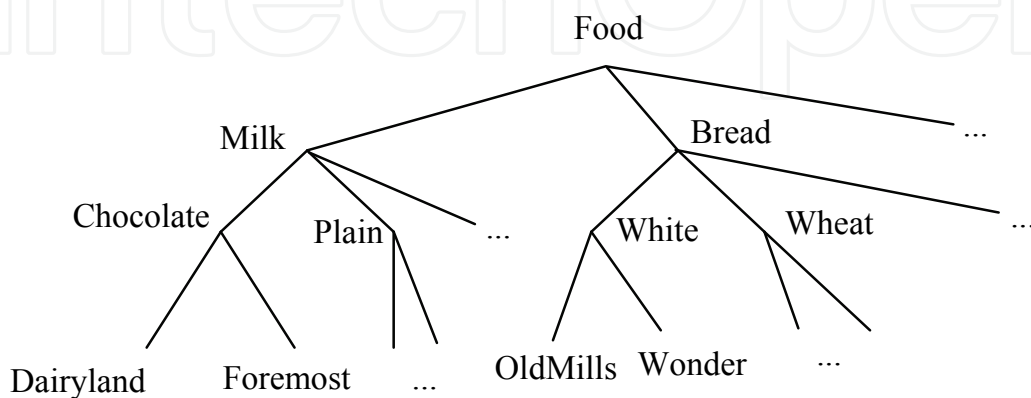 Food
Milk
Bread
...
Chocolate
Plain
...
White
Wheat
...
Dairyland
Foremost
...
OldMills
Wonder
...